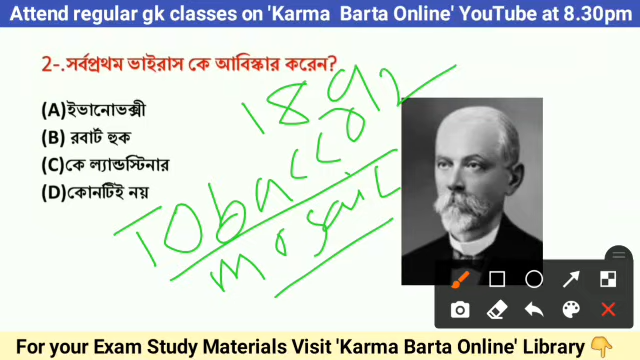 Attend regular gk classes on 'Karma Barta Online' YouTube at 8.30pm
2-.সর্বপ্রথম ভাইরাস কে আবিস্কার করেন?
(A)ইভানোভক্সী
(B) রবার্ট হুক
(C)কে ল্যান্ডস্টিনার
(D)কোনটিই নয়
1892
Tobacco
mosaic
For your Exam Study Materials Visit 'Karma Barta Online' Library 👇